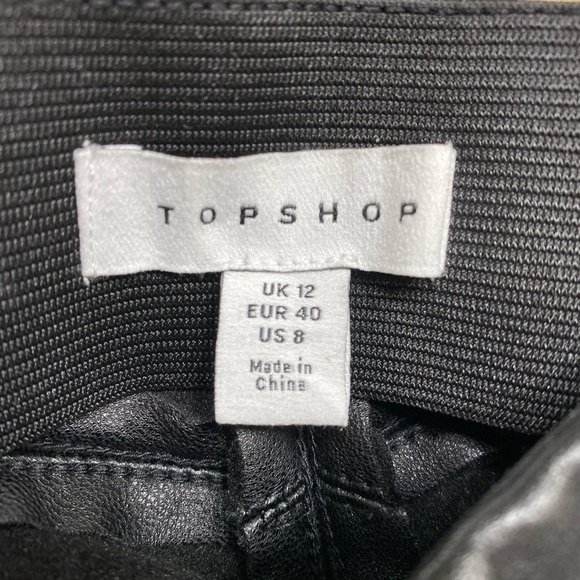 TOPSHOP
UK 12
EUR 40
US 8
Made in
China